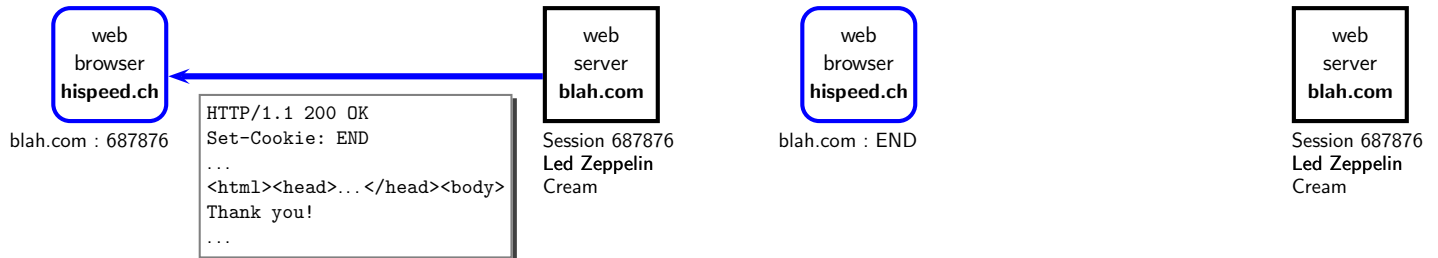 web
browser
hispeed.ch
blah.com : 687876
HTTP/1.1 200 OK
Set-Cookie: END
...
<html><head>...</head><body>
Thank you!
...
web
server
blah.com
Session 687876
Led Zeppelin
Cream
web
browser
hispeed.ch
blah.com : END
web
server
blah.com
Session 687876
Led Zeppelin
Cream